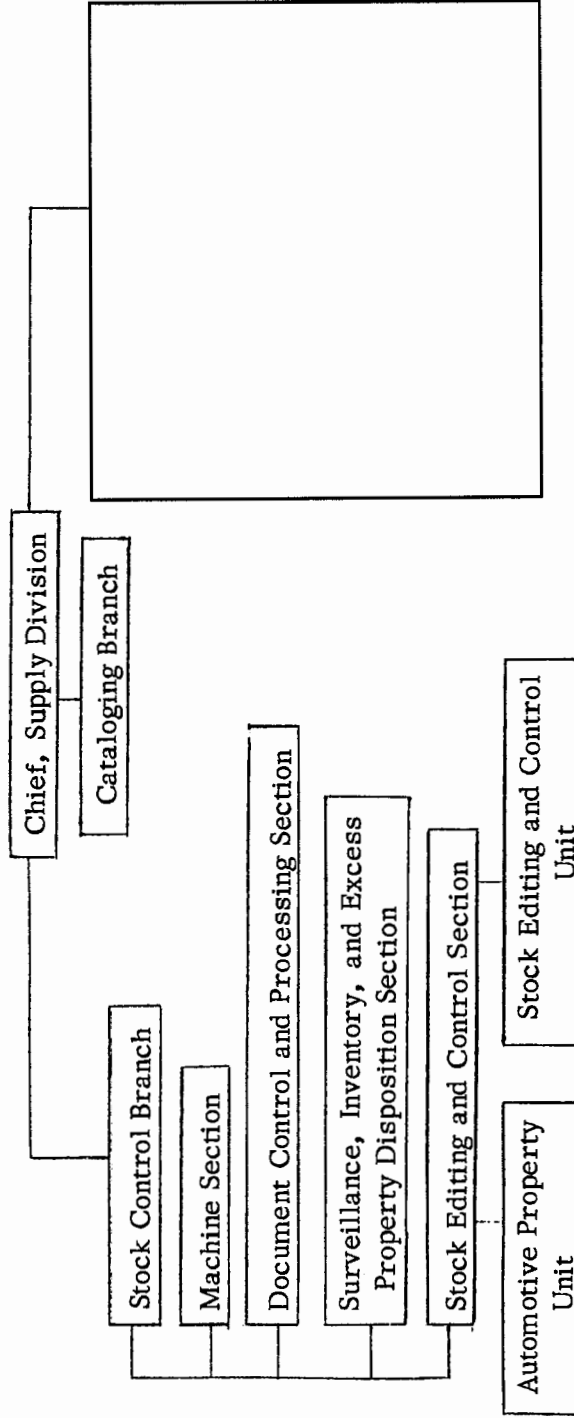 Chief, Supply Division
Cataloging Branch
Stock Control Branch
Machine Section
Document Control and Processing Section
Surveillance, Inventory, and Excess
Property Disposition Section
Stock Editing and Control Section
Automotive Property
Unit
Stock Editing and Control
Unit